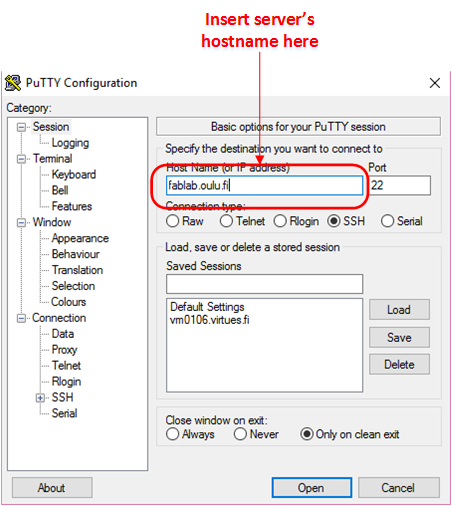 Insert server's
hostname here
PuTTY Configuration
Category:
Session
Logging
Terminal
Keyboard
Bell
Features
Window
Appearance
Behaviour
Translation
Selection
Colours
Connection
Data
Proxy
Telnet
Rlogin
SSH
Serial
Basic options for your PuTTY session
Specify the destination you want to connect to
Host Name (or IP address) Port
fablab.oulu.fi 22
Connection type:
Raw Telnet Rlogin SSH Serial
Load, save or delete a stored session
Saved Sessions
Default Settings
vm0106.virtues.fi
Load
Save
Delete
Close window on exit:
Always Never Only on clean exit
About Open Cancel